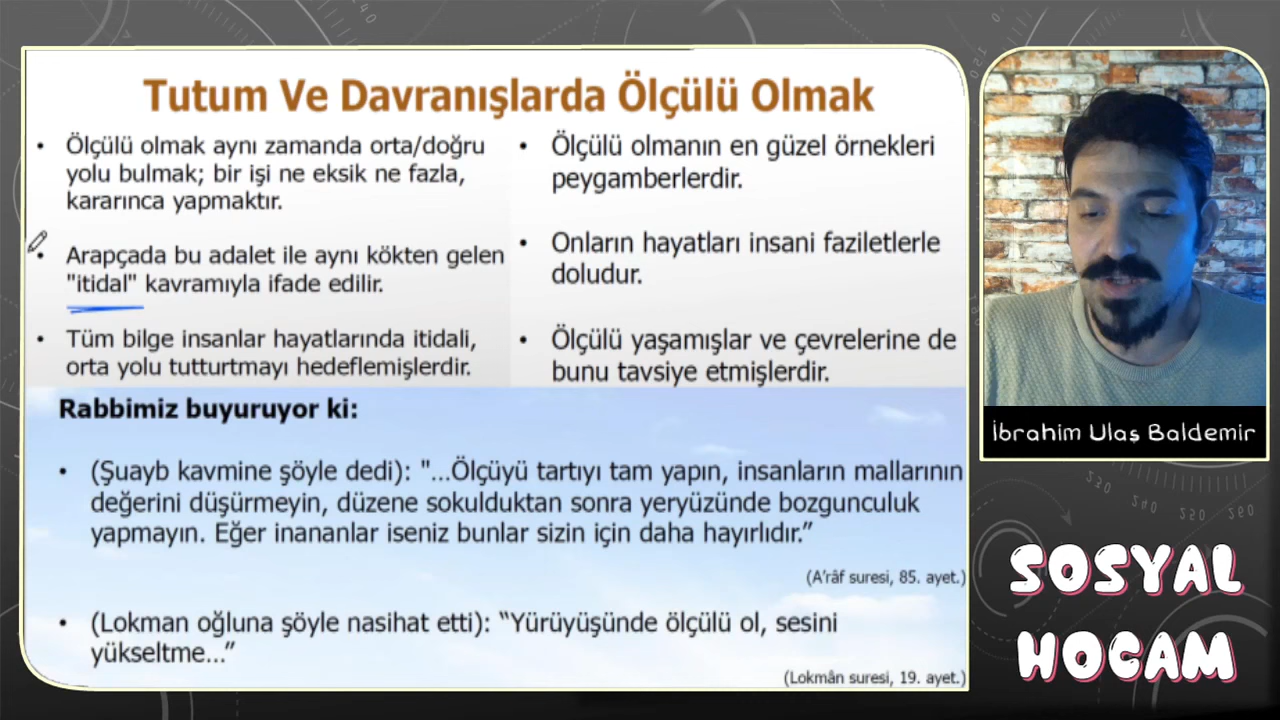 Tutum Ve Davranışlarda Ölçülü Olmak
• Ölçülü olmak aynı zamanda orta/doğru
yolu bulmak; bir işi ne eksik ne fazla,
kararınca yapmaktır.
• Arapçada bu adalet ile aynı kökten gelen
"itidal" kavramıyla ifade edilir.
• Tüm bilge insanlar hayatlarında itidali,
orta yolu tutturtmayı hedeflemişlerdir.
• Ölçülü olmanın en güzel örnekleri
peygamberlerdir.
• Onların hayatları insani faziletlerle
doludur.
• Ölçülü yaşamışlar ve çevrelerine de
bunu tavsiye etmişlerdir.
Rabbimiz buyuruyor ki:
• (Şuayb kavmine şöyle dedi): "...Ölçüyü tartıyı tam yapın, insanların mallarının
değerini düşürmeyin, düzene sokulduktan sonra yeryüzünde bozgunculuk
yapmayın. Eğer inananlar iseniz bunlar sizin için daha hayırlıdır.”
(A’râf suresi, 85. ayet.)
• (Lokman oğluna şöyle nasihat etti): “Yürüyüşünde ölçülü ol, sesini
yükseltme...”
(Lokmân suresi, 19. ayet.)
İbrahim Ulaş Baldemir
SOSYAL
HOCAM
230 240 250 260